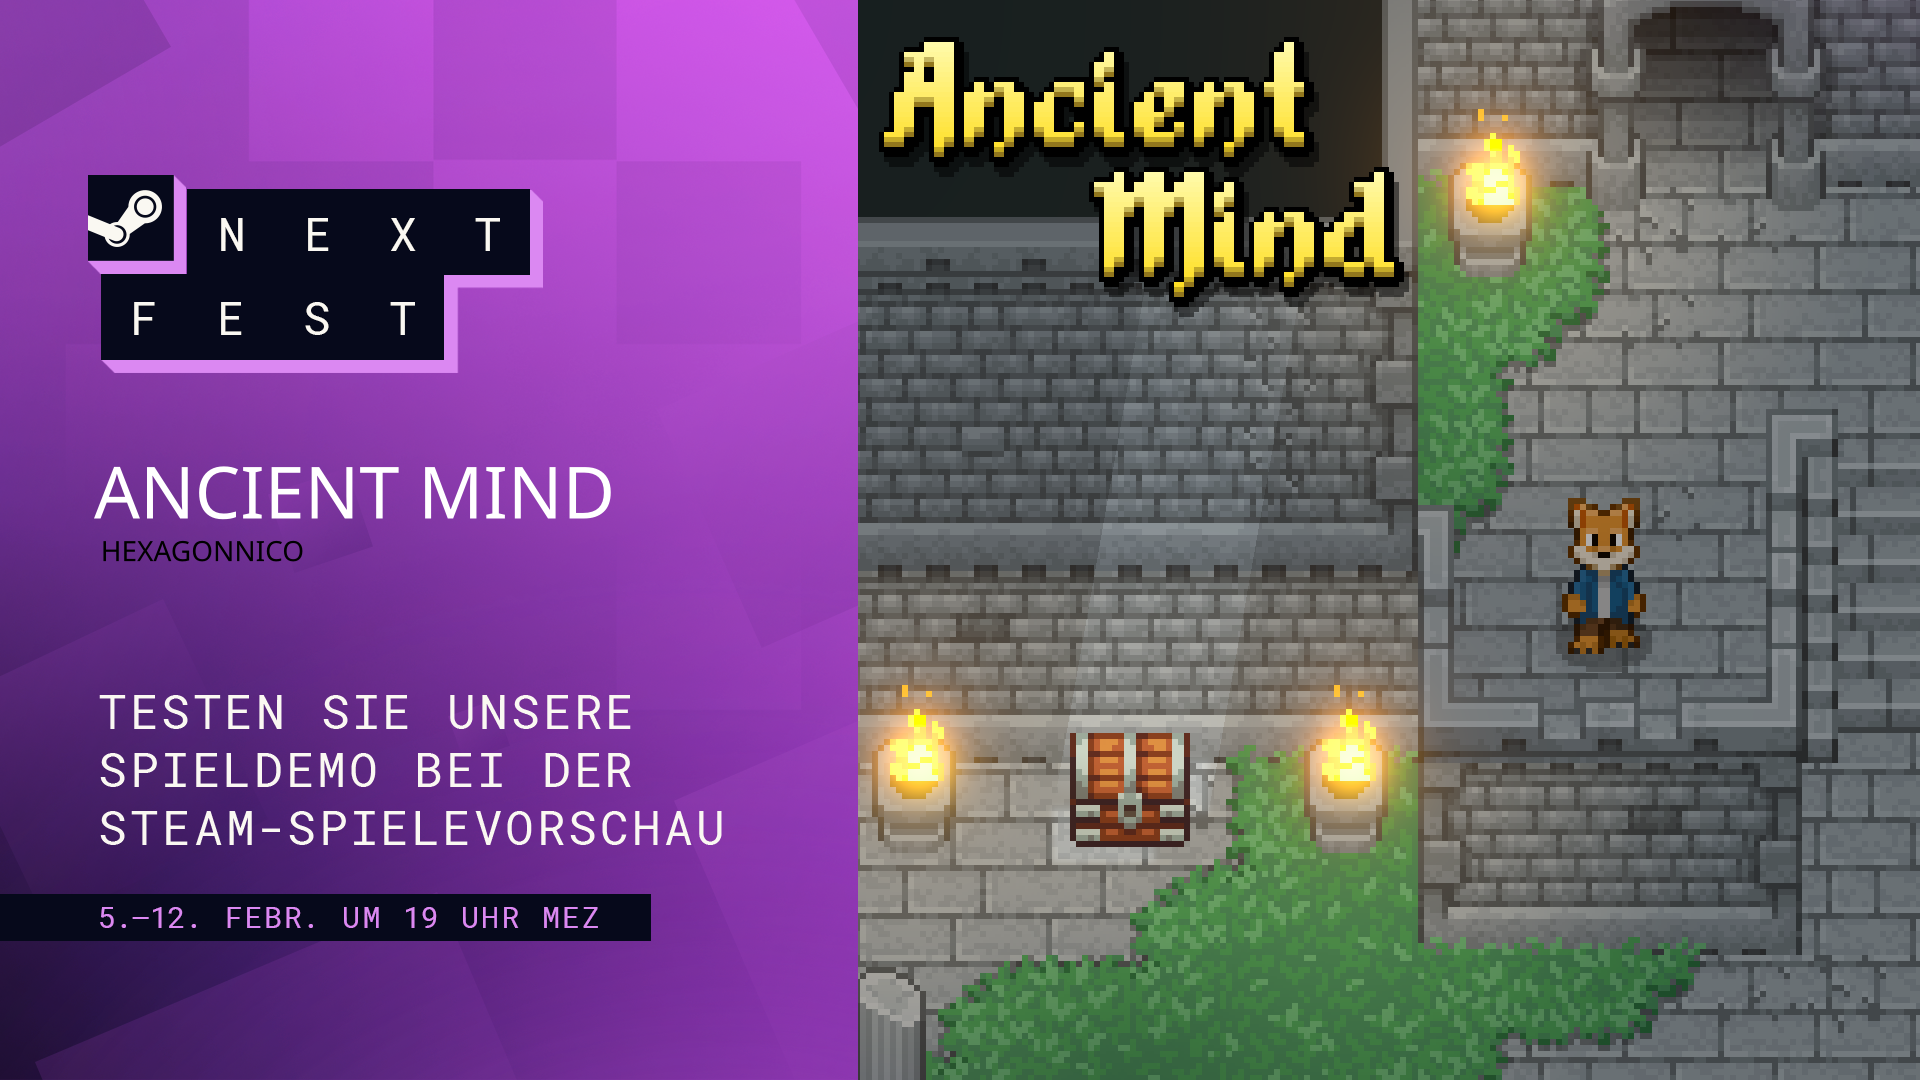 NEXT
FEST
ANCIENT MIND
HEXAGONNICO
TESTEN SIE UNSERE
SPIELDEMO BEI DER
STEAM-SPIELEVORSCHAU
5.–12. FEBR. UM 19 UHR MEZ
Ancient
Mind